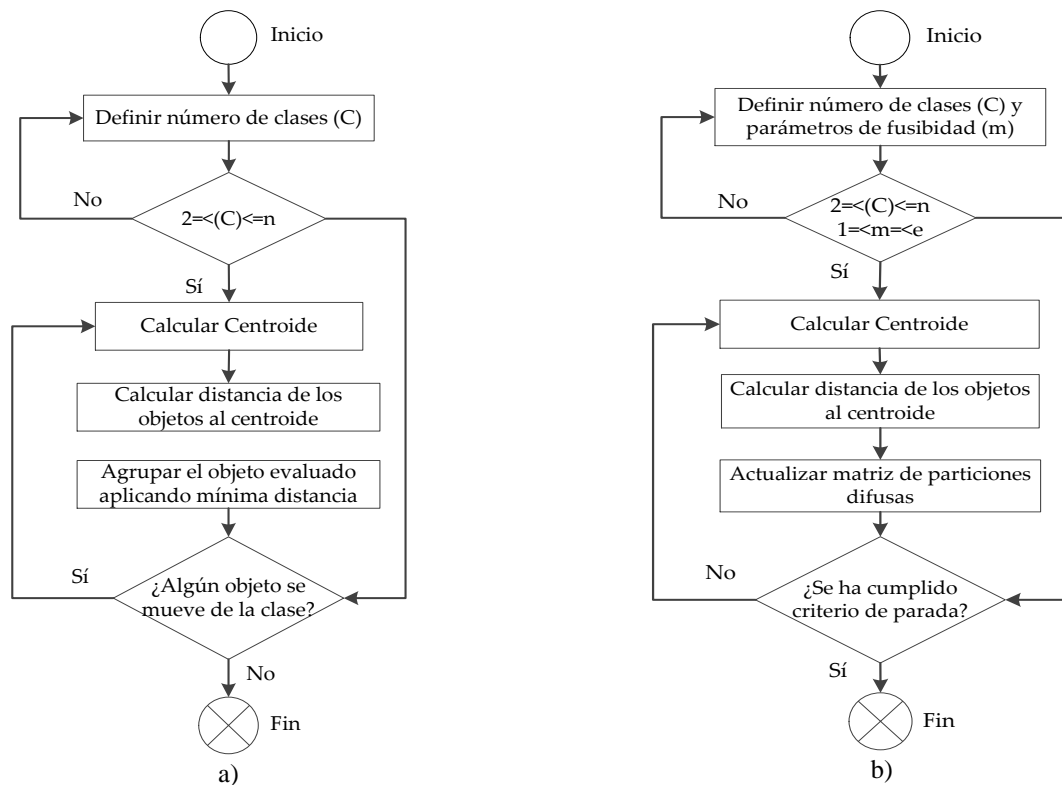 Inicio
Definir número de clases (C)
No
2=<(C)<=n
Sí
Calcular Centroide
Calcular distancia de los
objetos al centroide
Agrupar el objeto evaluado
aplicando mínima distancia
Sí
¿Algún objeto se
mueve de la clase?
No
Fin
a)
Inicio
Definir número de clases (C) y
parámetros de fusibidad (m)
No
2=<(C)<=n
1=<m=<e
Sí
Calcular Centroide
Calcular distancia de los objetos
al centroide
Actualizar matriz de particiones
difusas
No
¿Se ha cumplido
criterio de parada?
Sí
Fin
b)